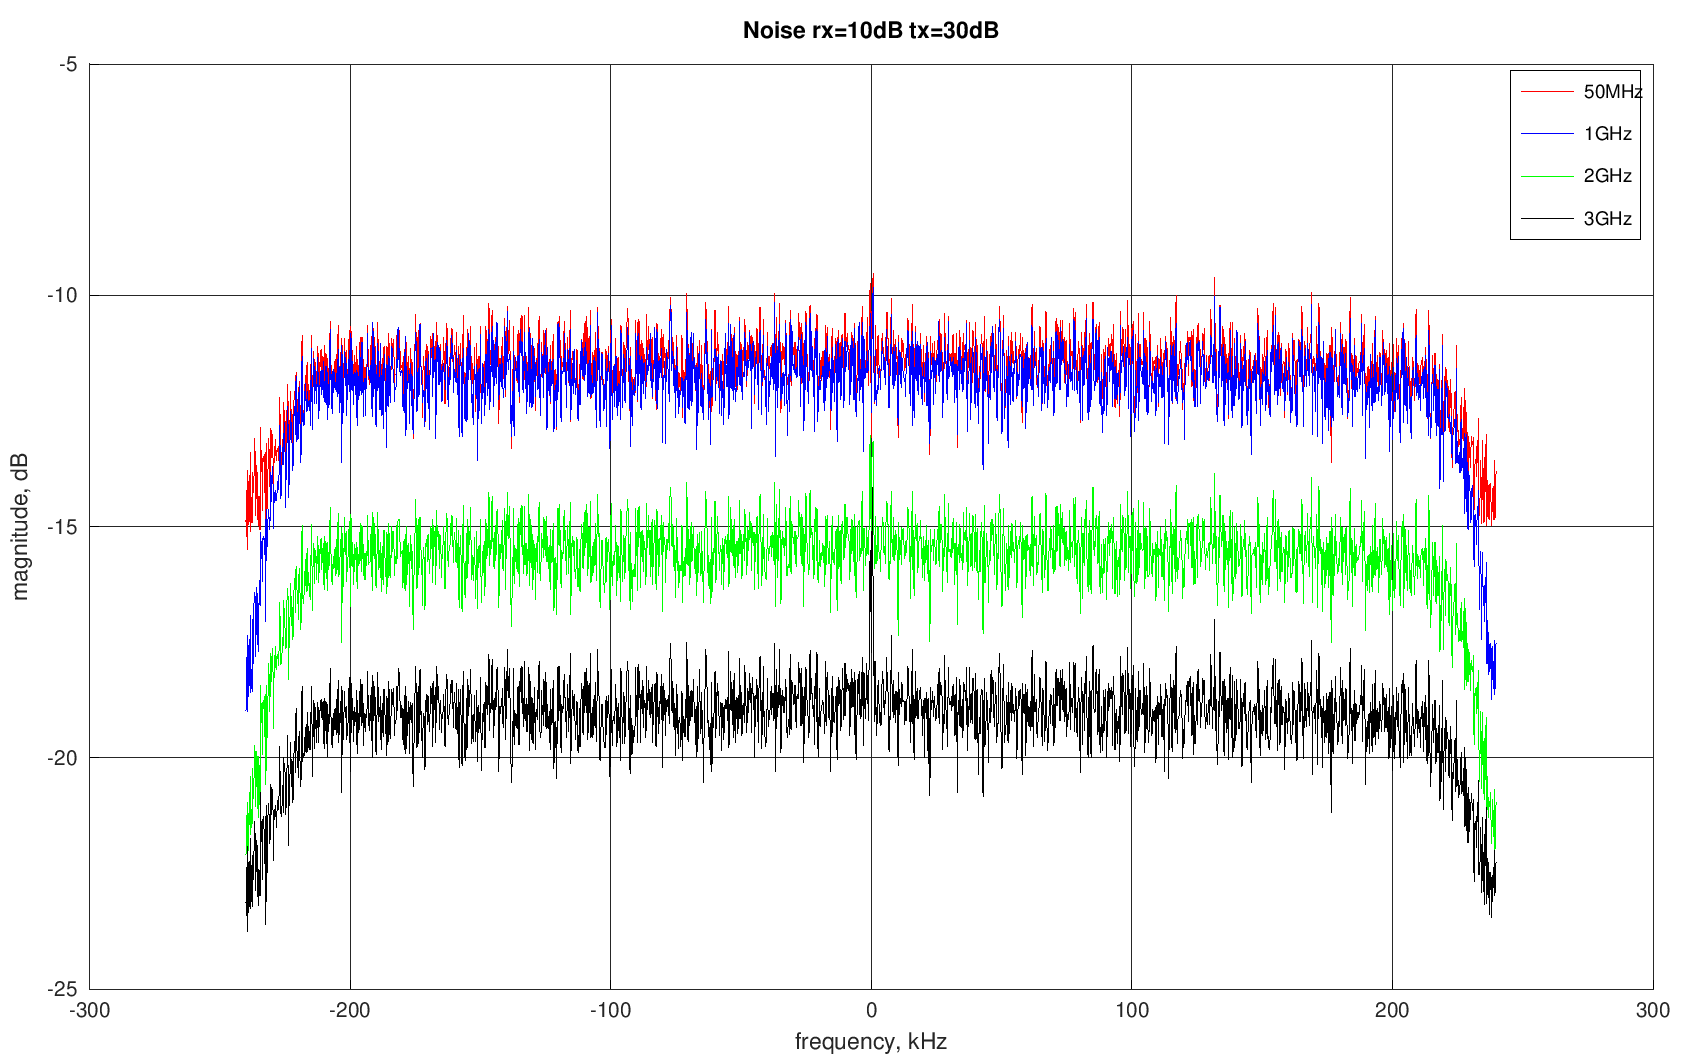 Noise rx=10dB tx=30dB
-5
50MHz
1GHz
2GHz
3GHz
-10
magnitude, dB
-15
-20
-25
-300 -200 -100 0 100 200 300
frequency, kHz